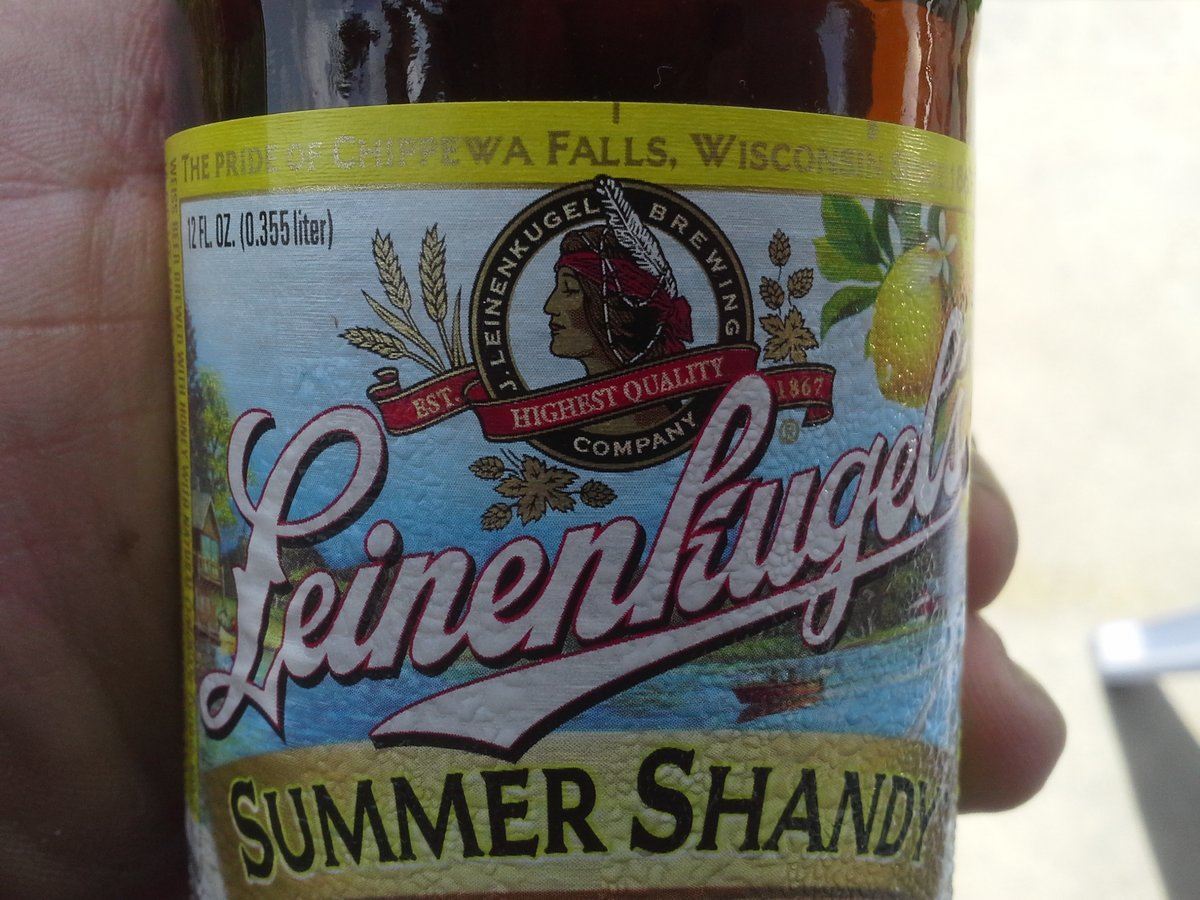 THE PRIDE OF CHIPPEWA FALLS, WISCONSIN
12 FL. OZ. (0.355 liter)
J. LEINENKUGEL BREWING
EST. HIGHEST QUALITY 1867
COMPANY
®
Leinenkugel's
SUMMER SHANDY